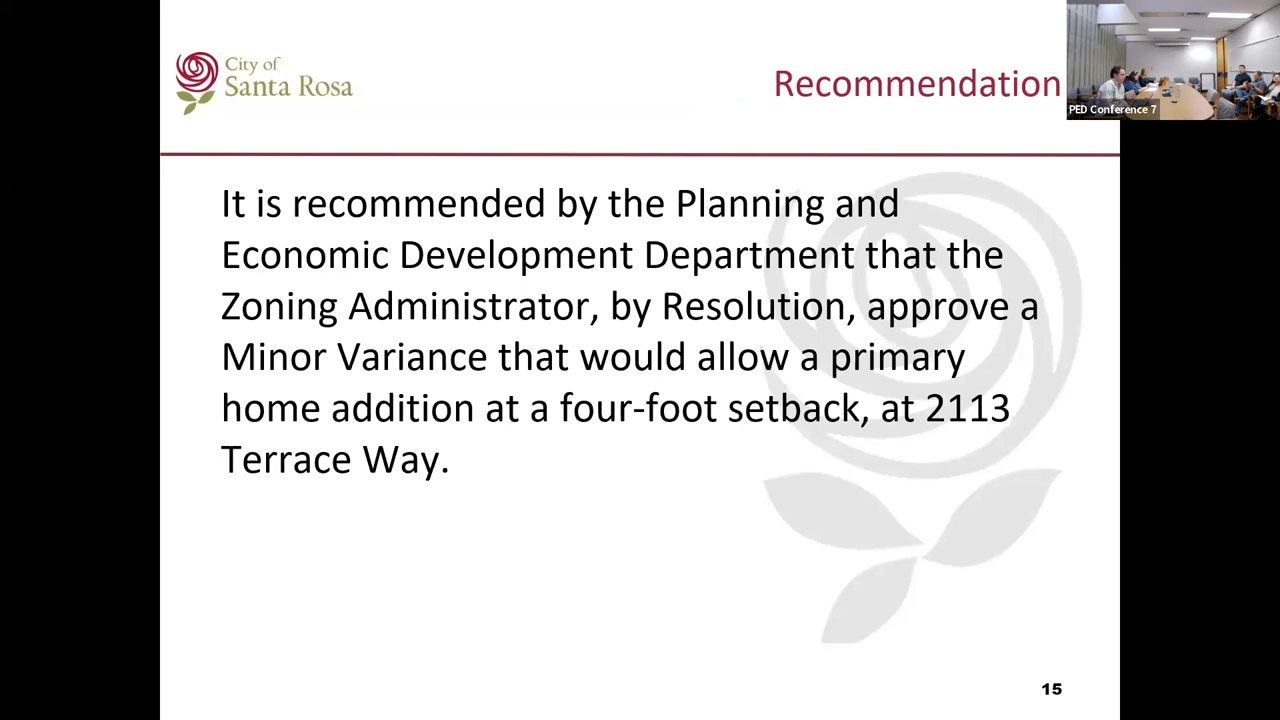 City of
Santa Rosa
Recommendation
PED Conference 7
It is recommended by the Planning and
Economic Development Department that the
Zoning Administrator, by Resolution, approve a
Minor Variance that would allow a primary
home addition at a four-foot setback, at 2113
Terrace Way.
15